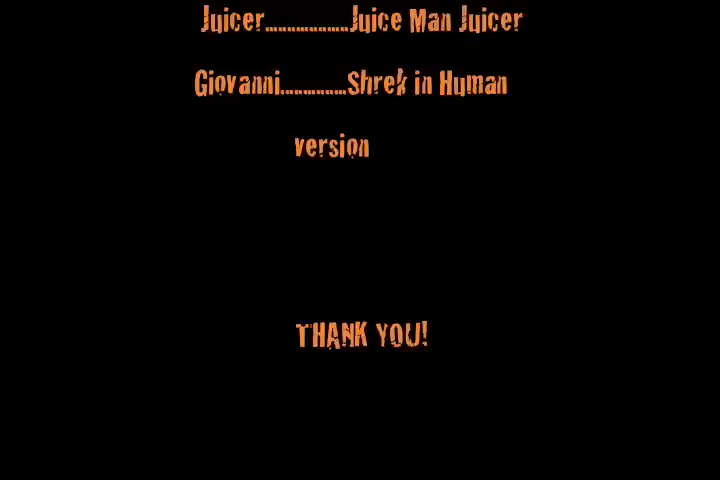 Juicer...................Juice Man Juicer
Giovanni...............Shrek in Human
version
THANK YOU!